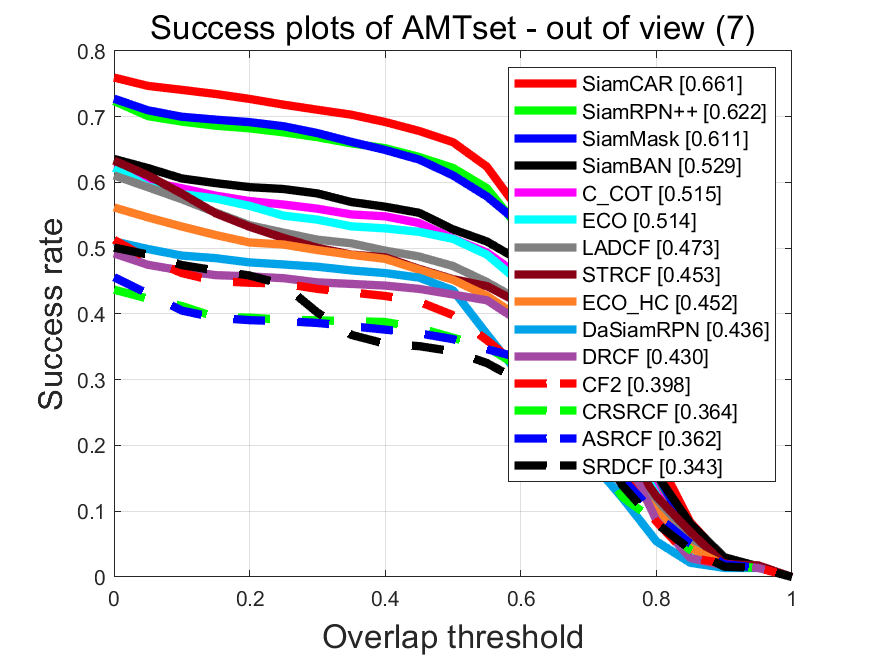 Success plots of AMTset - out of view (7)
0.8
0.7
0.6
0.5
0.4
0.3
0.2
0.1
0
Success rate
SiamCAR [0.661]
SiamRPN++ [0.622]
SiamMask [0.611]
SiamBAN [0.529]
C_COT [0.515]
ECO [0.514]
LADCF [0.473]
STRCF [0.453]
ECO_HC [0.452]
DaSiamRPN [0.436]
DRCF [0.430]
CF2 [0.398]
CRSRCF [0.364]
ASRCF [0.362]
SRDCF [0.343]
0 0.2 0.4 0.6 0.8 1
Overlap threshold